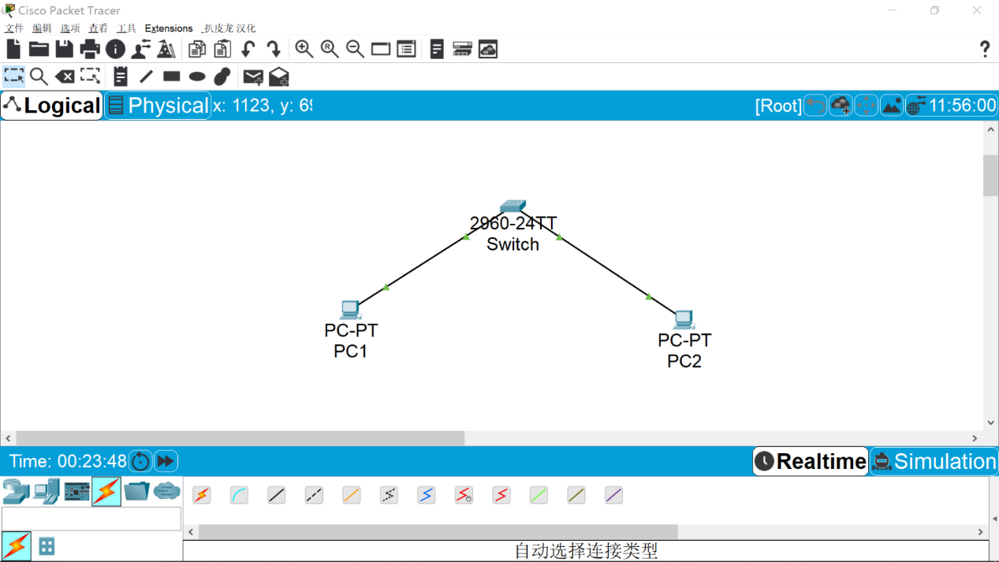 Cisco Packet Tracer
文件 编辑 选项 查看 工具 Extensions 扒皮龙 汉化
Logical Physical x: 1123, y: 69 [Root] 11:56:00
2960-24TT
Switch
PC-PT
PC1
PC-PT
PC2
Time: 00:23:48 Realtime Simulation
自动选择连接类型